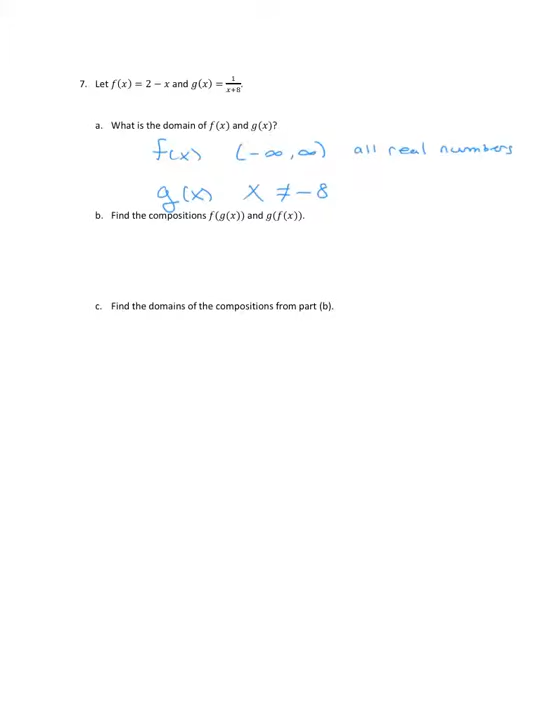 7. Let f(x) = 2 − x and g(x) = 1/(x+8).
a. What is the domain of f(x) and g(x)?
f(x) (−∞, ∞) all real numbers
g(x) x ≠ −8
b. Find the compositions f(g(x)) and g(f(x)).
c. Find the domains of the compositions from part (b).